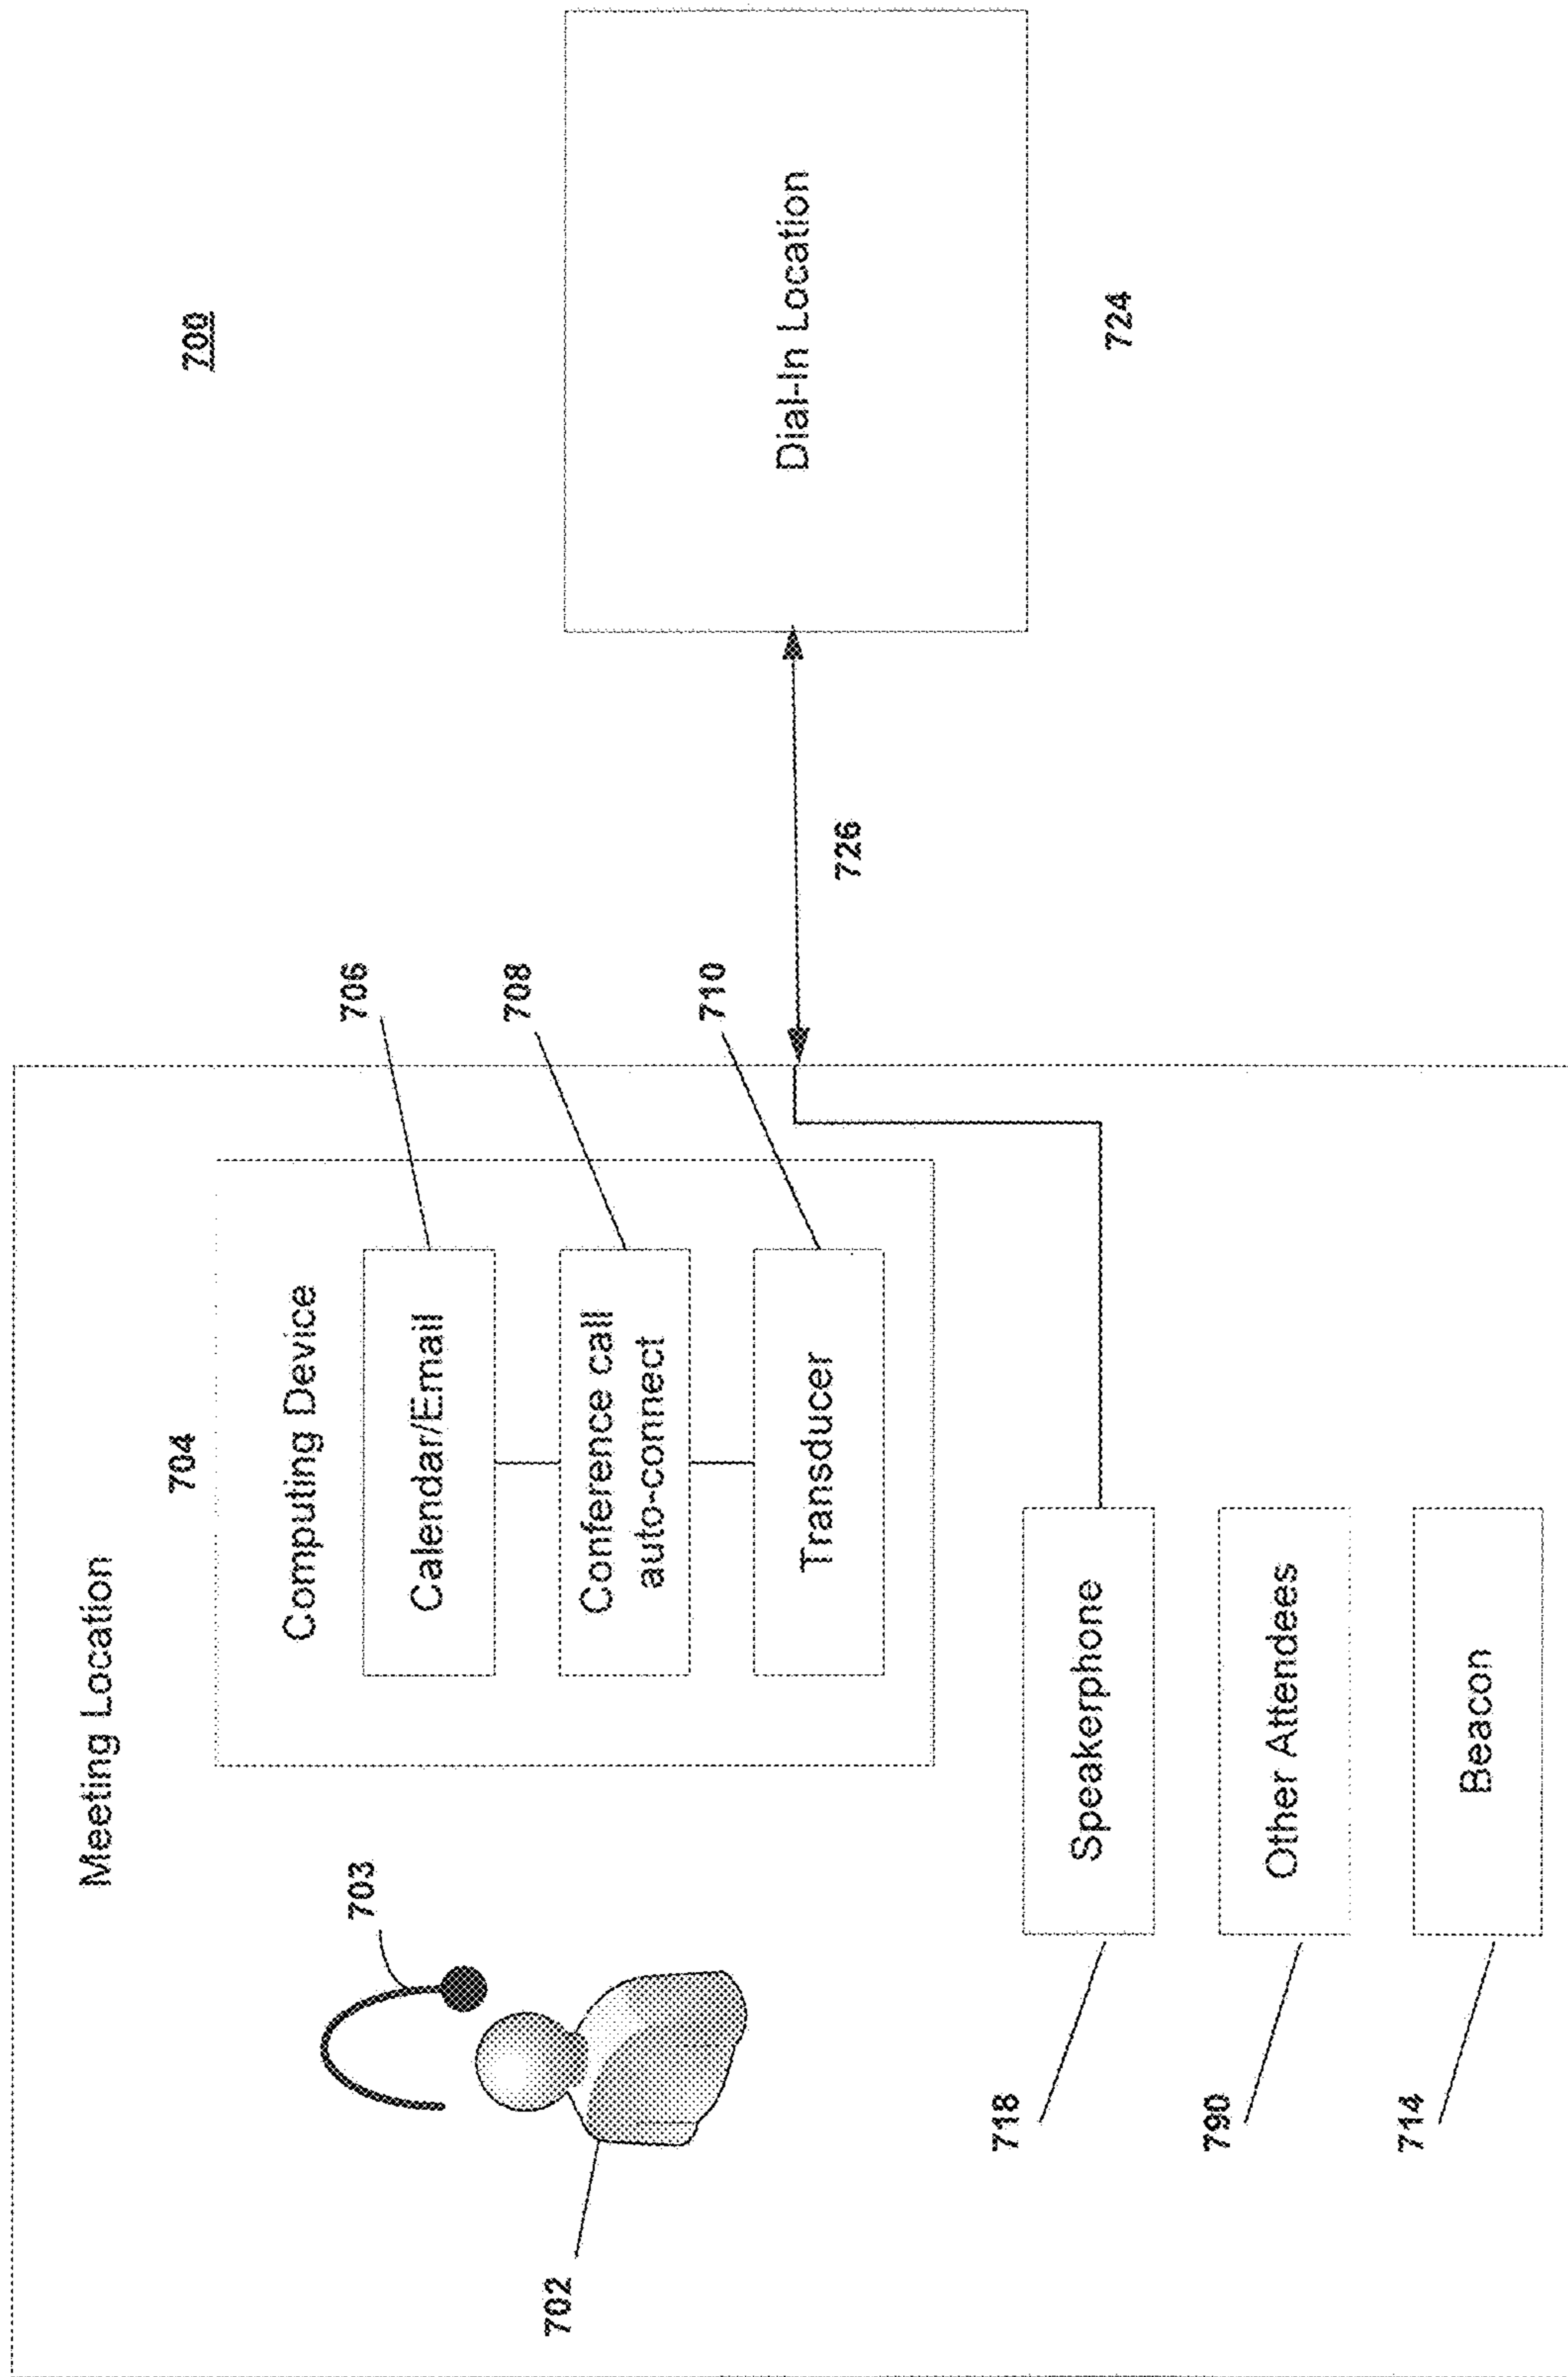 700
Meeting Location
704
Computing Device
703
706
Calendar/Email
708
Conference call
auto-connect
710
Transducer
702
726
Dial-In Location
724
718
Speakerphone
790
Other Attendees
714
Beacon